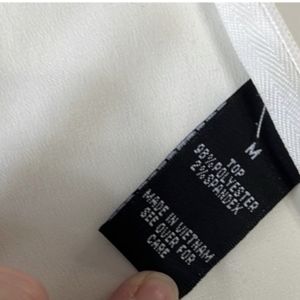 M
TOP
98% POLYESTER
2% SPANDEX
MADE IN VIETNAM
SEE OVER FOR
CARE